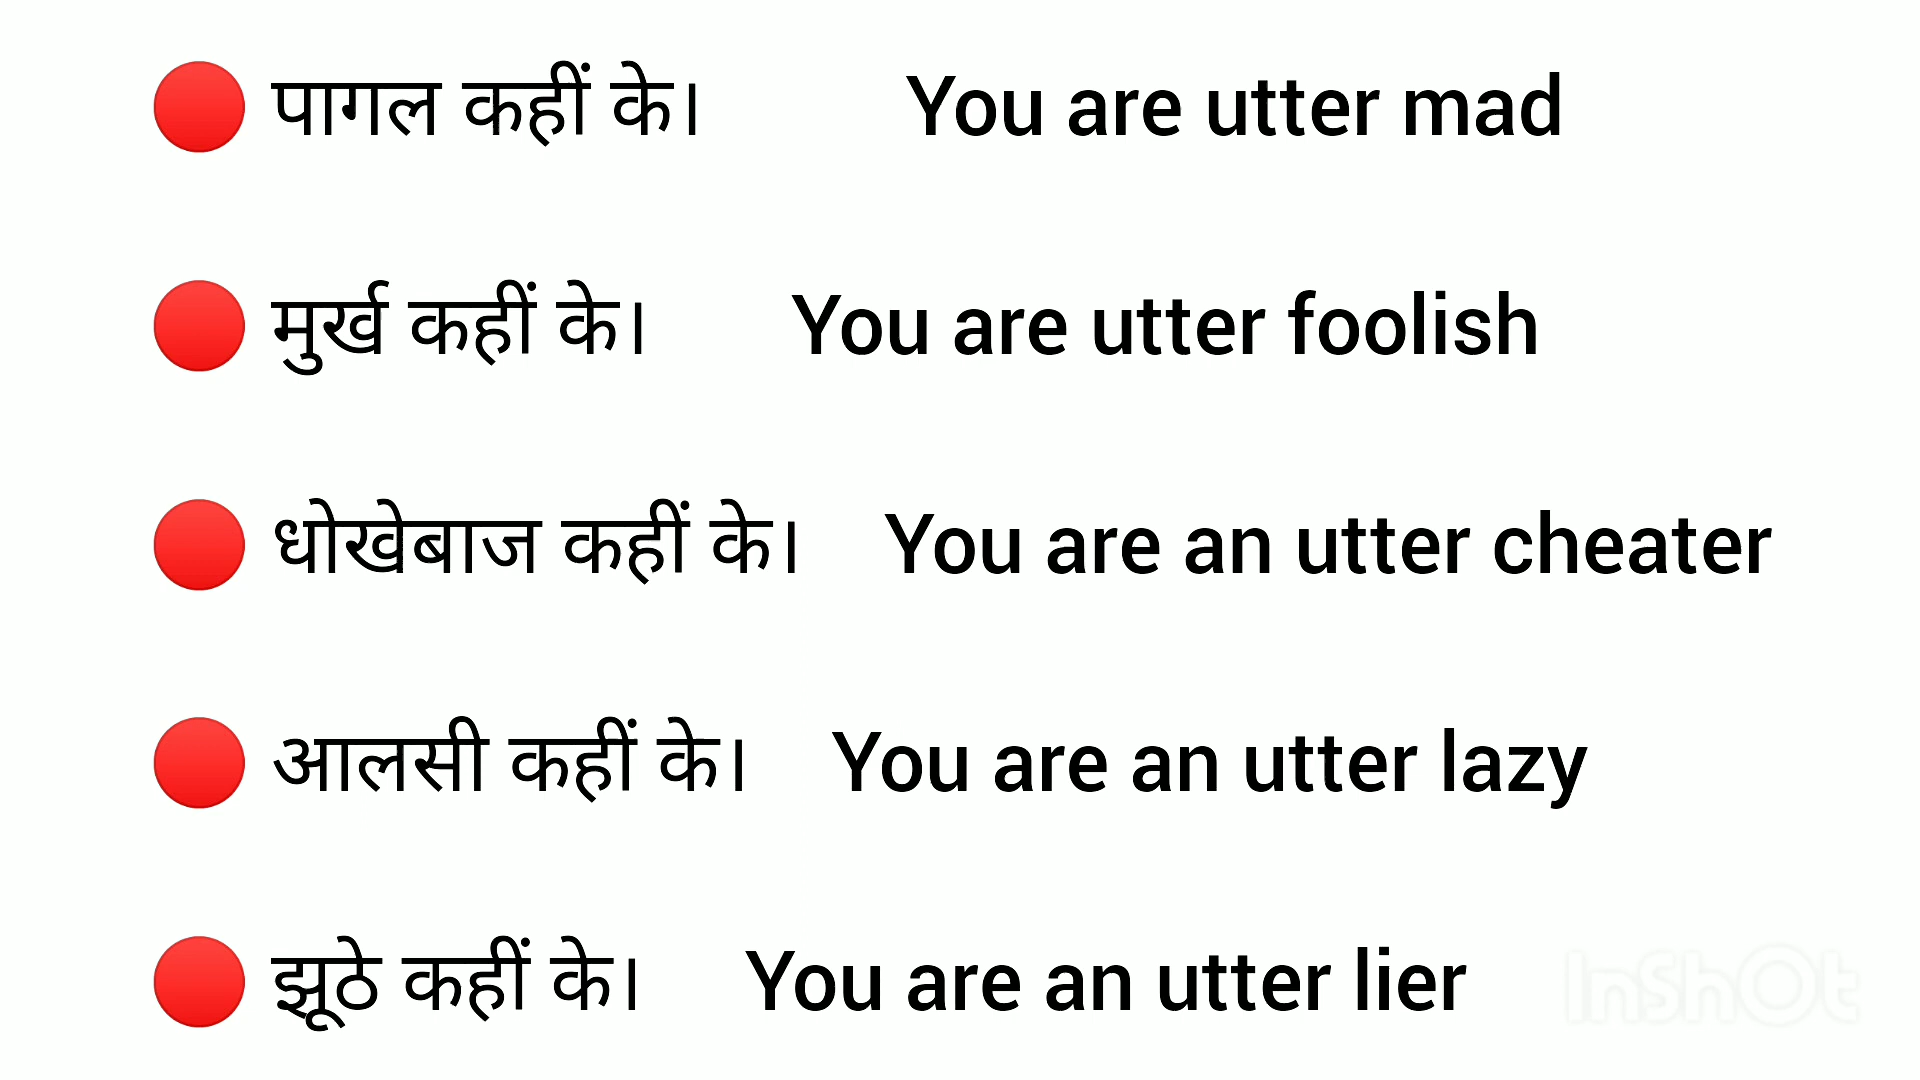 🔴 पागल कहीं के। You are utter mad
🔴 मुर्ख कहीं के। You are utter foolish
🔴 धोखेबाज कहीं के। You are an utter cheater
🔴 आलसी कहीं के। You are an utter lazy
🔴 झूठे कहीं के। You are an utter lier
InShOt